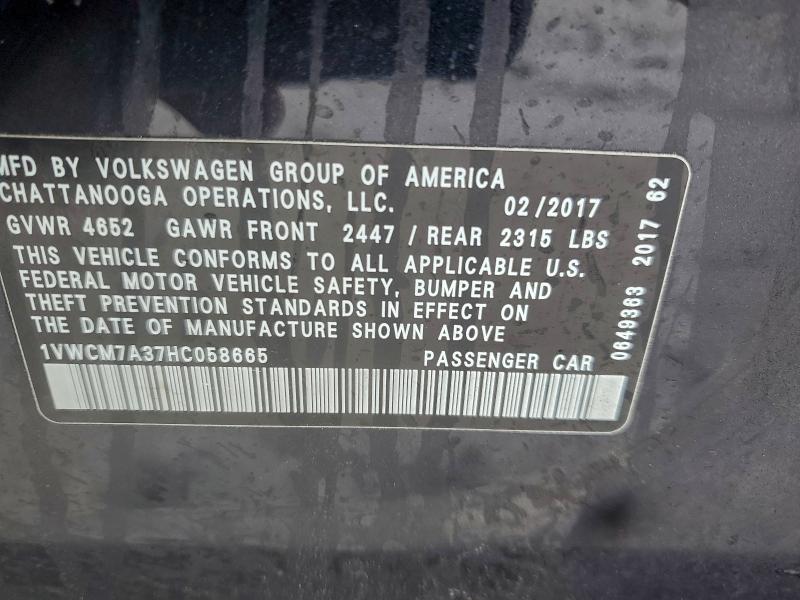 MFD BY VOLKSWAGEN GROUP OF AMERICA
CHATTANOOGA OPERATIONS, LLC. 02/2017
GVWR 4652 GAWR FRONT 2447 / REAR 2315 LBS
THIS VEHICLE CONFORMS TO ALL APPLICABLE U.S.
FEDERAL MOTOR VEHICLE SAFETY, BUMPER AND
THEFT PREVENTION STANDARDS IN EFFECT ON
THE DATE OF MANUFACTURE SHOWN ABOVE
1VWCM7A37HC058665 PASSENGER CAR
0649363 2017 62